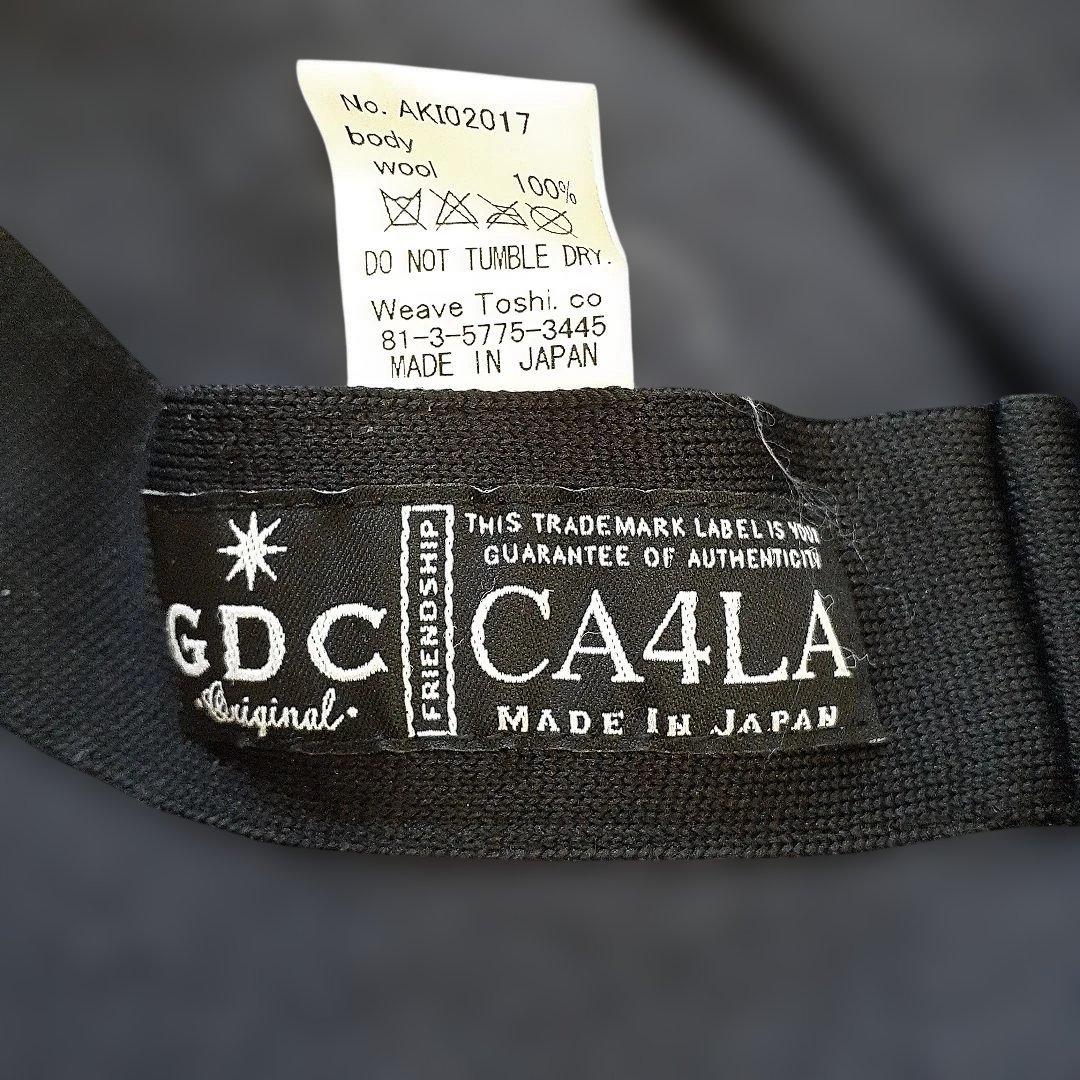 No. AKI02017
body
wool 100%
DO NOT TUMBLE DRY.
Weave Toshi. co
81-3-5775-3445
MADE IN JAPAN
GDC
Original.
FRIENDSHIP
THIS TRADEMARK LABEL IS YOUR
GUARANTEE OF AUTHENTICITY
CA4LA
MADE IN JAPAN